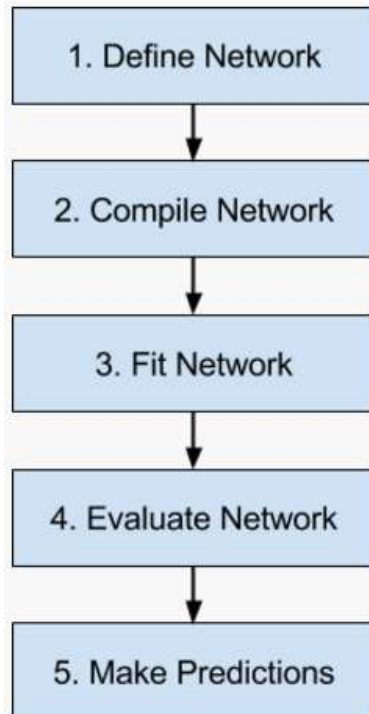 1. Define Network
2. Compile Network
3. Fit Network
4. Evaluate Network
5. Make Predictions